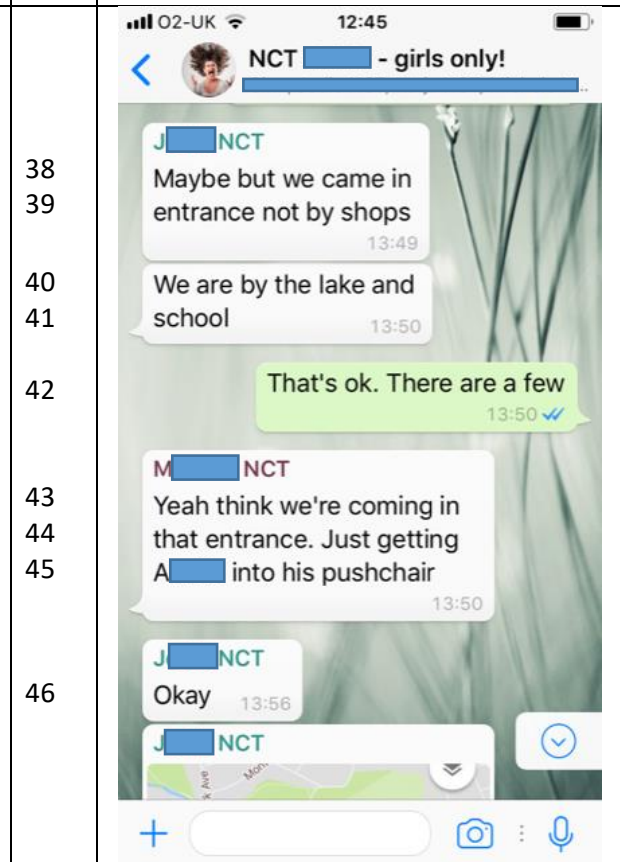 O2-UK 12:45
NCT - girls only!
J NCT
38 Maybe but we came in
39 entrance not by shops
13:49
40 We are by the lake and
41 school 13:50
42 That's ok. There are a few
13:50
M NCT
43 Yeah think we're coming in
44 that entrance. Just getting
45 A into his pushchair
13:50
J NCT
46 Okay 13:56
J NCT
k Ave
Mon